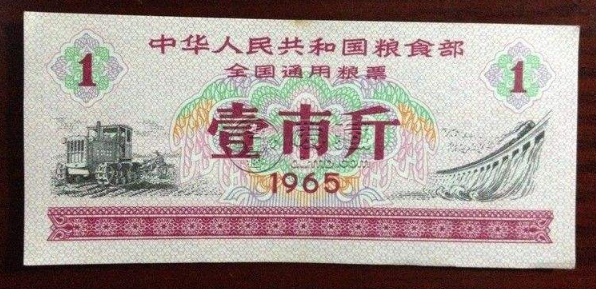 中华人民共和国粮食部
全国通用粮票
1
1
壹市斤
1965